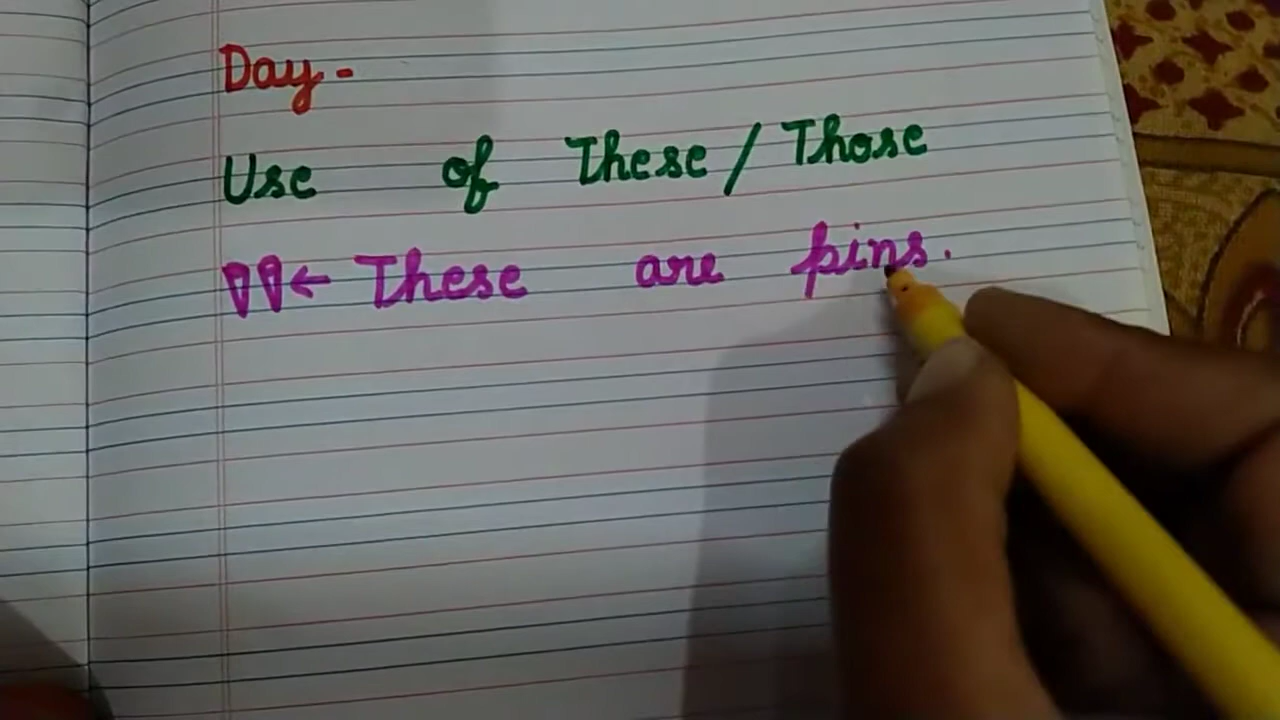 Day -
Use of These / Those
← These are pins.